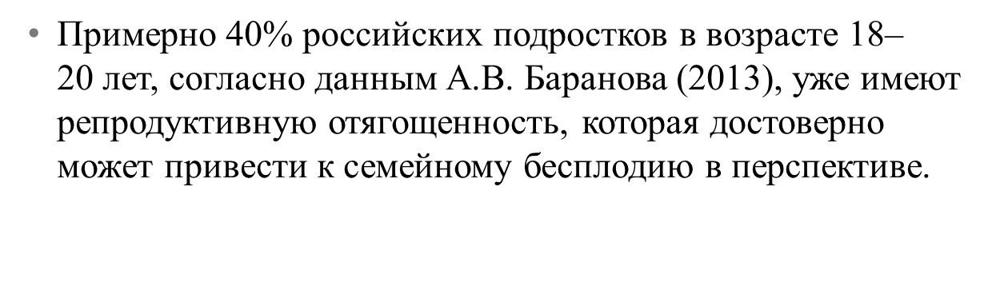 • Примерно 40% российских подростков в возрасте 18–
20 лет, согласно данным А.В. Баранова (2013), уже имеют
репродуктивную отягощенность, которая достоверно
может привести к семейному бесплодию в перспективе.